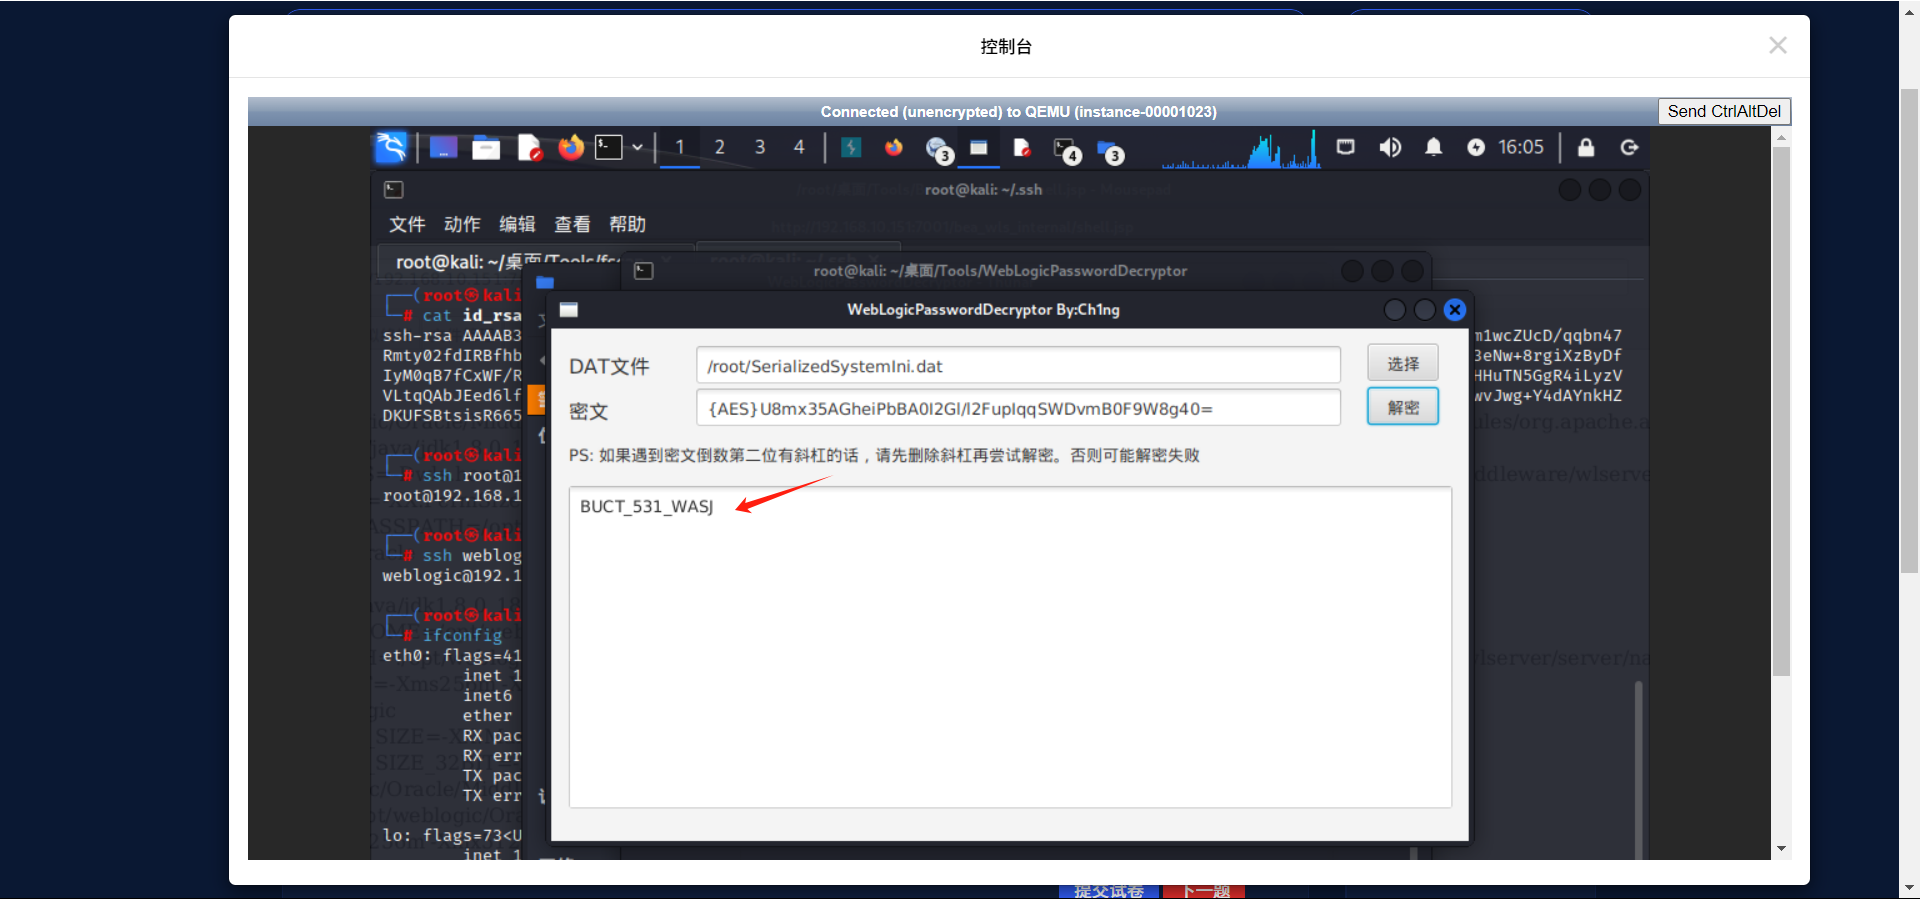 控制台
Connected (unencrypted) to QEMU (instance-00001023)
Send CtrlAltDel
1 2 3 4
3
4
3
16:05
root@kali: ~/.ssh
文件 动作 编辑 查看 帮助
root@kali: ~/桌面/Tools/fs
root@kali: ~/桌面/Tools/WebLogicPasswordDecryptor
WebLogicPasswordDecryptor By:Ch1ng
DAT文件
/root/SerializedSystemIni.dat
选择
密文
{AES}U8mx35AGheiPbBA0I2Gl/I2FupIqqSWDvmB0F9W8g40=
解密
PS: 如果遇到密文倒数第二位有斜杠的话，请先删除斜杠再尝试解密。否则可能解密失败
BUCT_531_WASJ
(root㉿kali
# cat id_rsa
ssh-rsa AAAAB3
m1wcZUcD/qqbn47
Rmty02fdIRBfhb
3eNw+8rgiXzByDf
IyM0qB7fCxWF/R
HHuTN5GgR4iLyzV
VLtqQAbJEed6lf
wvJwg+Y4dAYnkHZ
DKUFSBtsisR665
(root㉿kali
# ssh root@1
root@192.168.1
(root㉿kali
# ssh weblog
weblogic@192.1
(root㉿kali
# ifconfig
eth0: flags=41
inet 1
inet6
ether
RX pac
RX err
TX pac
TX err
lo: flags=73<U
inet 1
提交试卷
下一题